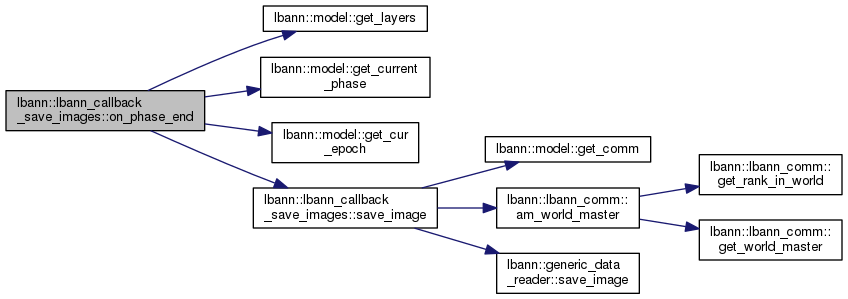 lbann::model::get_layers
lbann::model::get_current
_phase
lbann::lbann_callback
_save_images::on_phase_end
lbann::model::get_cur
_epoch
lbann::model::get_comm
lbann::lbann_comm::
get_rank_in_world
lbann::lbann_callback
_save_images::save_image
lbann::lbann_comm::
am_world_master
lbann::lbann_comm::
get_world_master
lbann::generic_data
_reader::save_image